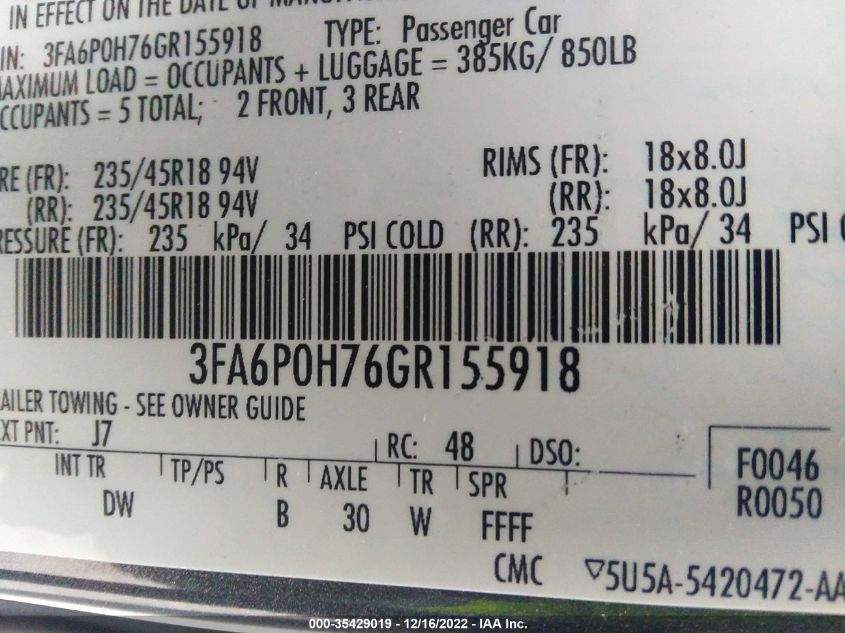 IN EFFECT ON THE DATE OF
IN: 3FA6P0H76GR155918 TYPE: Passenger Car
MAXIMUM LOAD = OCCUPANTS + LUGGAGE = 385KG/ 850LB
CCUPANTS = 5 TOTAL; 2 FRONT, 3 REAR
RE (FR): 235/45R18 94V RIMS (FR): 18x8.0J
(RR): 235/45R18 94V (RR): 18x8.0J
RESSURE (FR): 235 kPa/ 34 PSI COLD (RR): 235 kPa/ 34 PSI
3FA6P0H76GR155918
AILER TOWING - SEE OWNER GUIDE
XT PNT: J7 RC: 48 DSO:
INT TR TP/PS R AXLE TR SPR F0046
DW B 30 W FFFF R0050
CMC ▽5U5A-5420472-AA
000-35429019 - 12/16/2022 - IAA Inc.